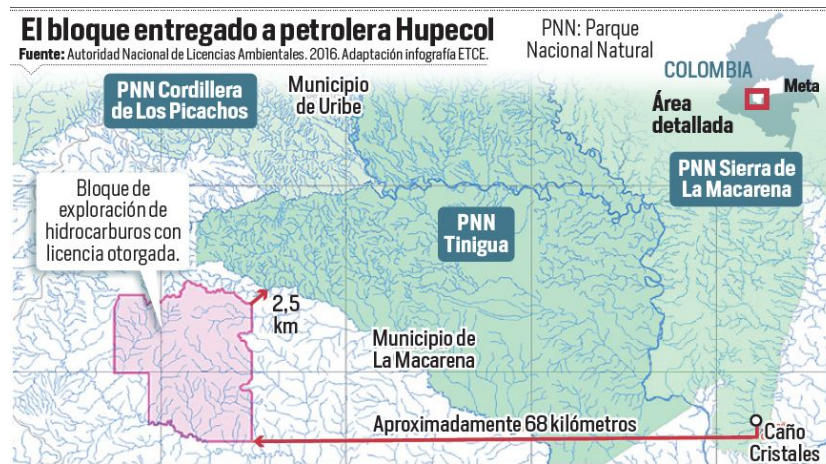 El bloque entregado a petrolera Hupecol
Fuente: Autoridad Nacional de Licencias Ambientales. 2016. Adaptación infografía ETCE.
PNN: Parque
Nacional Natural
COLOMBIA
Meta
Área
detallada
PNN Cordillera
de Los Picachos
Municipio
de Uribe
PNN Sierra de
La Macarena
Bloque de
exploración de
hidrocarburos con
licencia otorgada.
PNN
Tinigua
2,5
km
Municipio de
La Macarena
Aproximadamente 68 kilómetros
Caño
Cristales